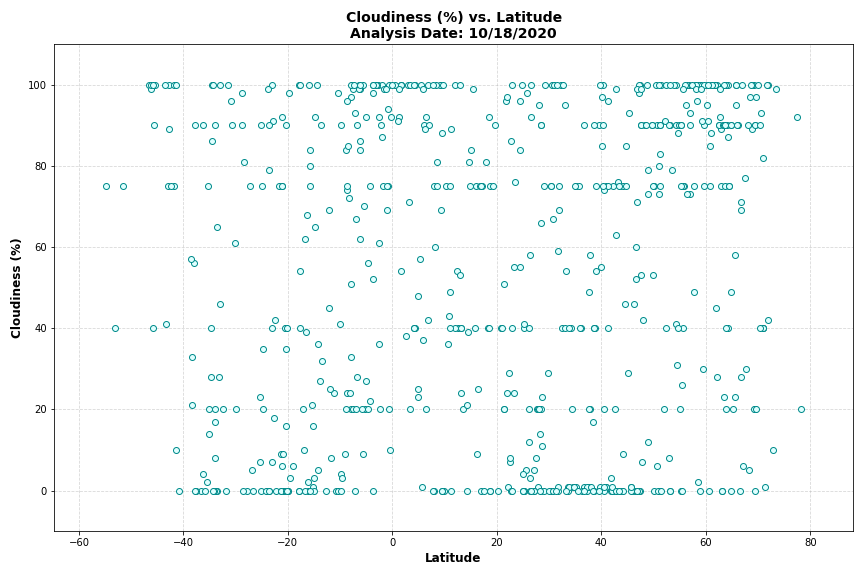 Cloudiness (%) vs. Latitude
Analysis Date: 10/18/2020
Cloudiness (%)
100
80
60
40
20
0
−60 −40 −20 0 20 40 60 80
Latitude